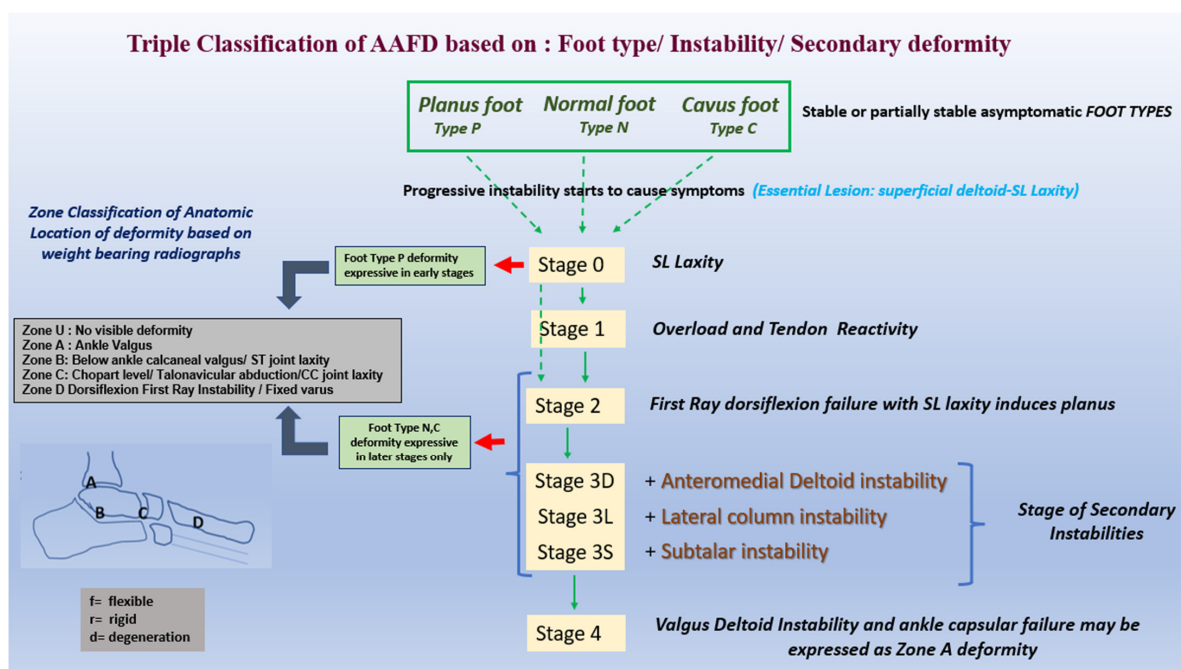 Triple Classification of AAFD based on : Foot type/ Instability/ Secondary deformity
Planus foot Normal foot Cavus foot
Type P Type N Type C
Stable or partially stable asymptomatic FOOT TYPES
Progressive instability starts to cause symptoms (Essential Lesion: superficial deltoid-SL Laxity)
Zone Classification of Anatomic
Location of deformity based on
weight bearing radiographs
Foot Type P deformity
expressive in early stages
Stage 0
SL Laxity
Stage 1
Overload and Tendon Reactivity
Zone U : No visible deformity
Zone A : Ankle Valgus
Zone B: Below ankle calcaneal valgus/ ST joint laxity
Zone C: Chopart level/ Talonavicular abduction/CC joint laxity
Zone D Dorsiflexion First Ray Instability / Fixed varus
Stage 2
First Ray dorsiflexion failure with SL laxity induces planus
Foot Type N,C
deformity expressive
in later stages only
Stage 3D
+ Anteromedial Deltoid instability
Stage 3L
+ Lateral column instability
Stage 3S
+ Subtalar instability
Stage of Secondary
Instabilities
A
B
C
D
f= flexible
r= rigid
d= degeneration
Stage 4
Valgus Deltoid Instability and ankle capsular failure may be
expressed as Zone A deformity